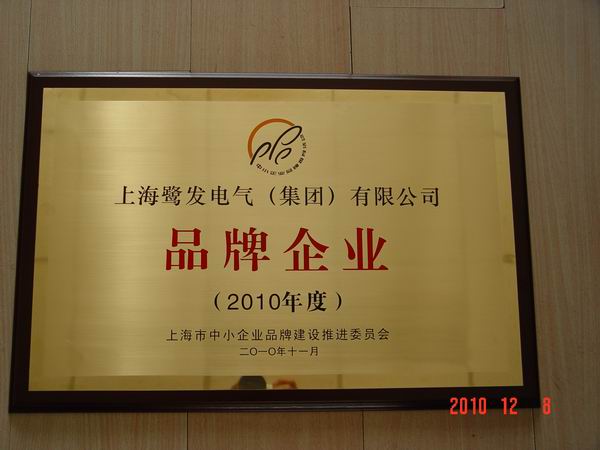 上海鹭发电气（集团）有限公司
品牌企业
（2010年度）
上海市中小企业品牌建设推进委员会
二〇一〇年十一月
2010 12 8